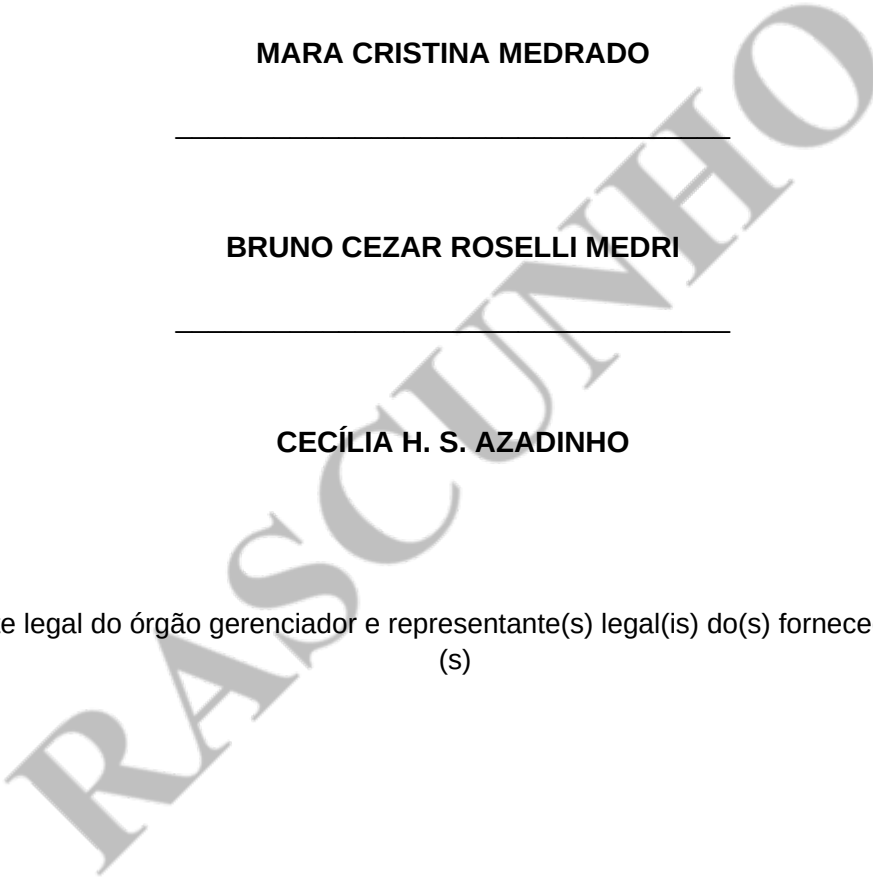 MARA CRISTINA MEDRADO
BRUNO CEZAR ROSELLI MEDRI
CECÍLIA H. S. AZADINHO
e legal do órgão gerenciador e representante(s) legal(is) do(s) fornece
(s)
RASCUNHO